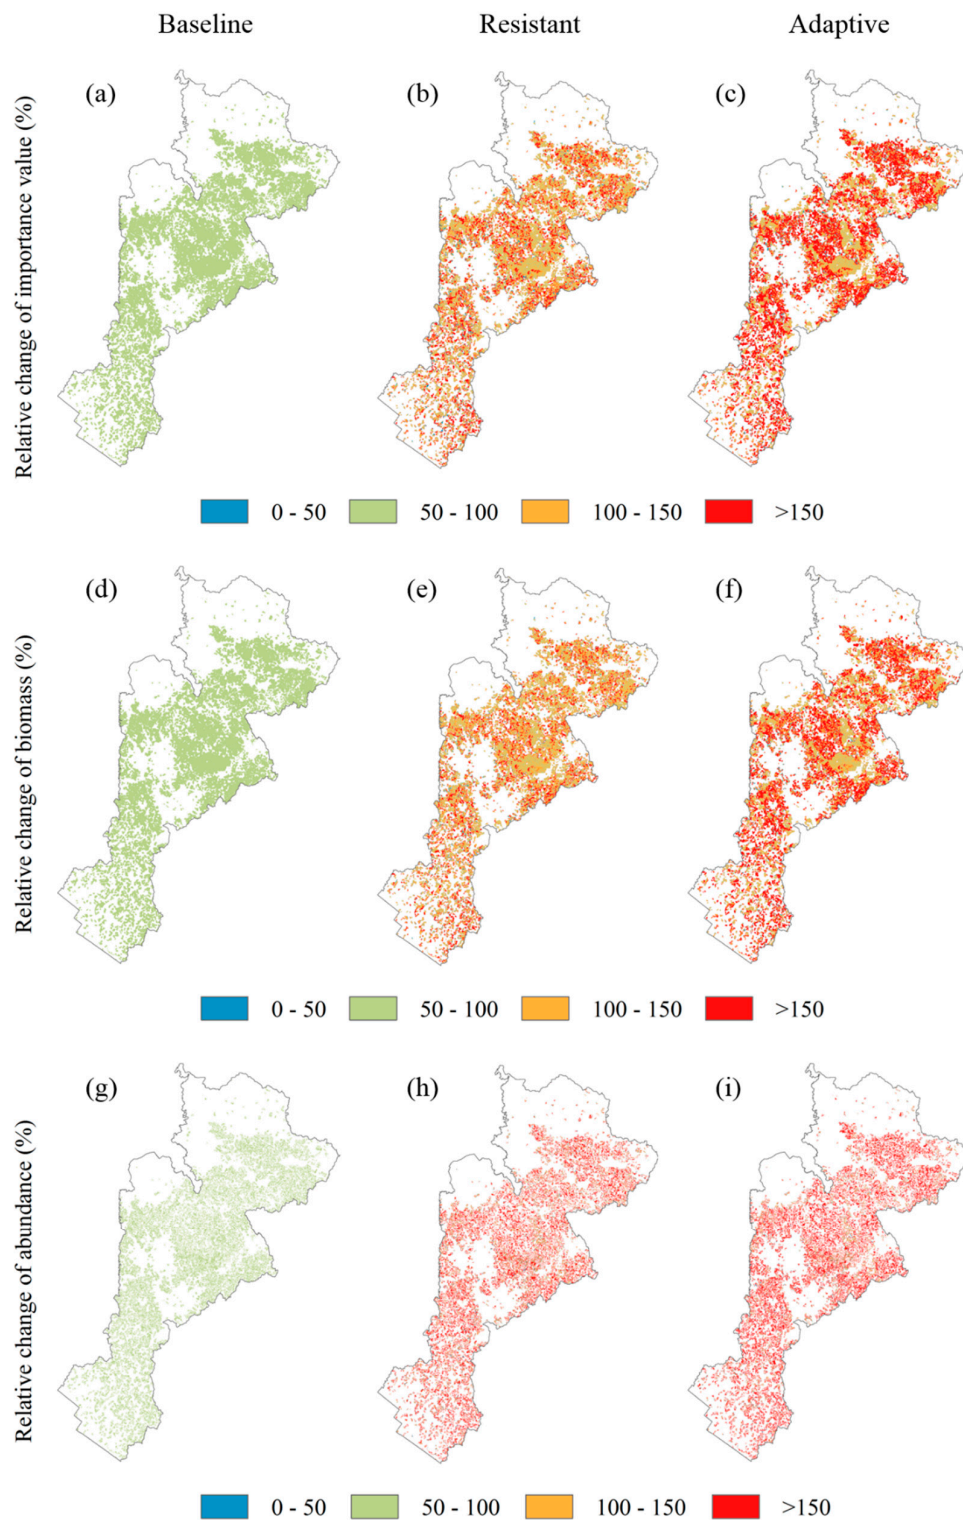 Baseline Resistant Adaptive
Relative change of importance value (%)
(a) (b) (c)
0 - 50 50 - 100 100 - 150 >150
Relative change of biomass (%)
(d) (e) (f)
0 - 50 50 - 100 100 - 150 >150
Relative change of abundance (%)
(g) (h) (i)
0 - 50 50 - 100 100 - 150 >150